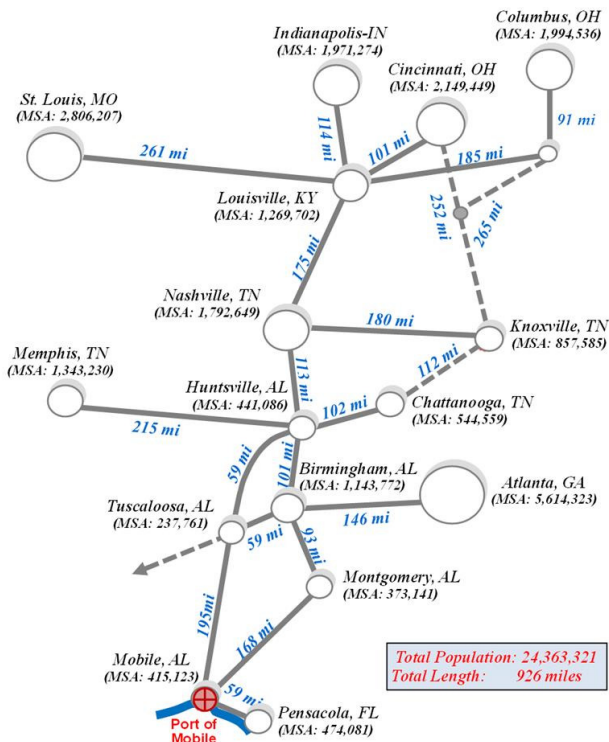 Columbus, OH
(MSA: 1,994,536)
Indianapolis-IN
(MSA: 1,971,274)
Cincinnati, OH
(MSA: 2,149,449)
St. Louis, MO
(MSA: 2,806,207)
91 mi
114 mi
101 mi
261 mi
185 mi
Louisville, KY
(MSA: 1,269,702)
252 mi
265 mi
175 mi
Nashville, TN
(MSA: 1,792,649)
180 mi
Knoxville, TN
(MSA: 857,585)
Memphis, TN
(MSA: 1,343,230)
113 mi
112 mi
Huntsville, AL
(MSA: 441,086)
102 mi
Chattanooga, TN
(MSA: 544,559)
215 mi
59 mi
101 mi
Birmingham, AL
(MSA: 1,143,772)
Atlanta, GA
(MSA: 5,614,323)
Tuscaloosa, AL
(MSA: 237,761)
59 mi
146 mi
93 mi
Montgomery, AL
(MSA: 373,141)
195mi
168 mi
Mobile, AL
(MSA: 415,123)
59 mi
Total Population: 24,363,321
Total Length: 926 miles
Port of
Mobile
Pensacola, FL
(MSA: 474,081)